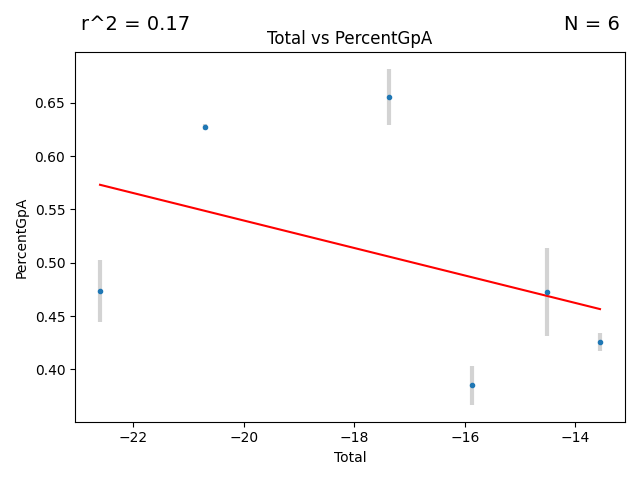 r^2 = 0.17
N = 6
Total vs PercentGpA
PercentGpA
0.65
0.60
0.55
0.50
0.45
0.40
−22
−20
−18
−16
−14
Total